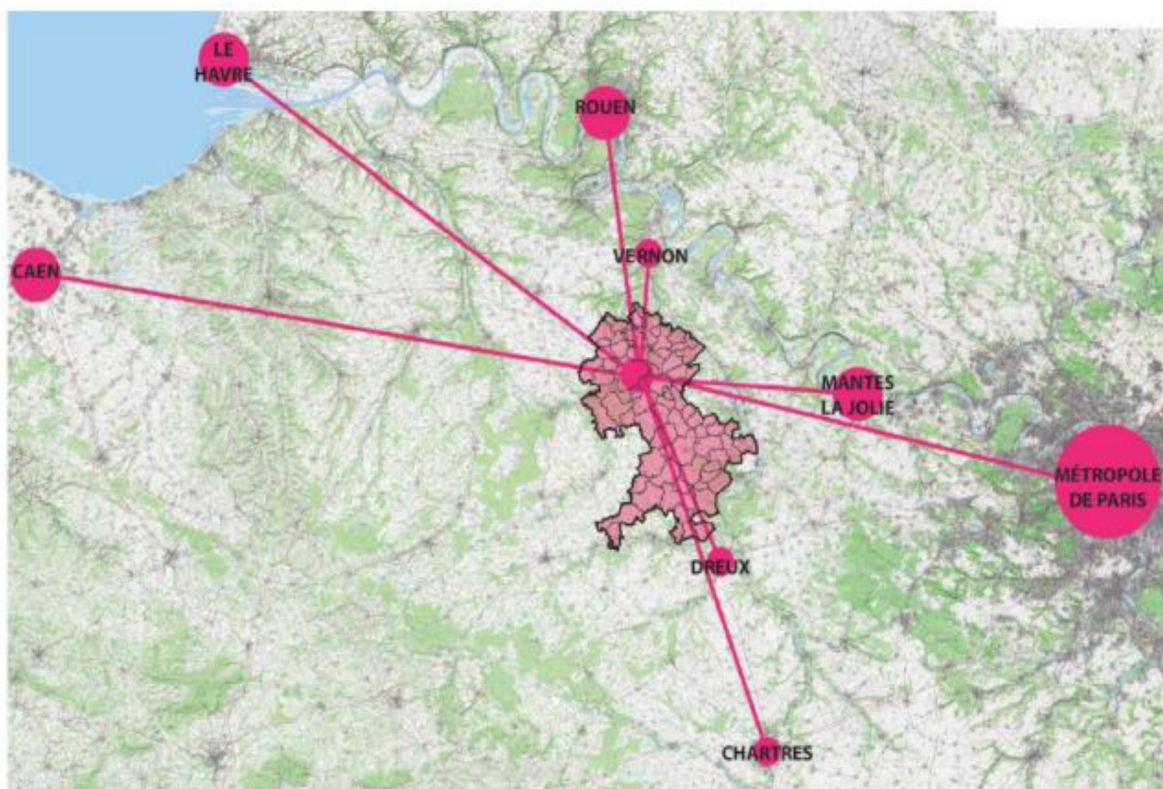 LE
HAVRE
ROUEN
VERNON
CAEN
MANTES
LA JOLIE
MÉTROPOLE
DE PARIS
DREUX
CHARTRES